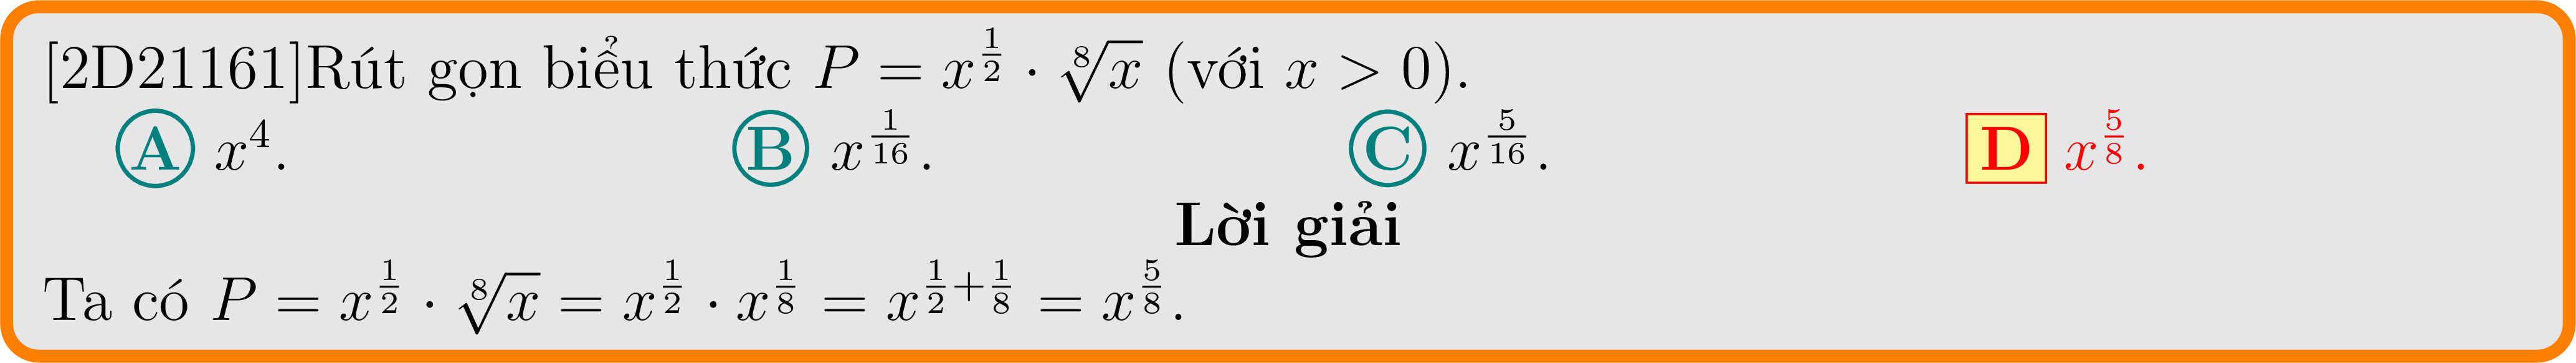 [2D21161]Rút gọn biểu thức $P = x^{\frac{1}{2}} \cdot \sqrt[8]{x}$ (với $x > 0$).
A $x^4$. B $x^{\frac{1}{16}}$. C $x^{\frac{5}{16}}$. D $x^{\frac{5}{8}}$.
Lời giải
Ta có $P = x^{\frac{1}{2}} \cdot \sqrt[8]{x} = x^{\frac{1}{2}} \cdot x^{\frac{1}{8}} = x^{\frac{1}{2}+\frac{1}{8}} = x^{\frac{5}{8}}$.